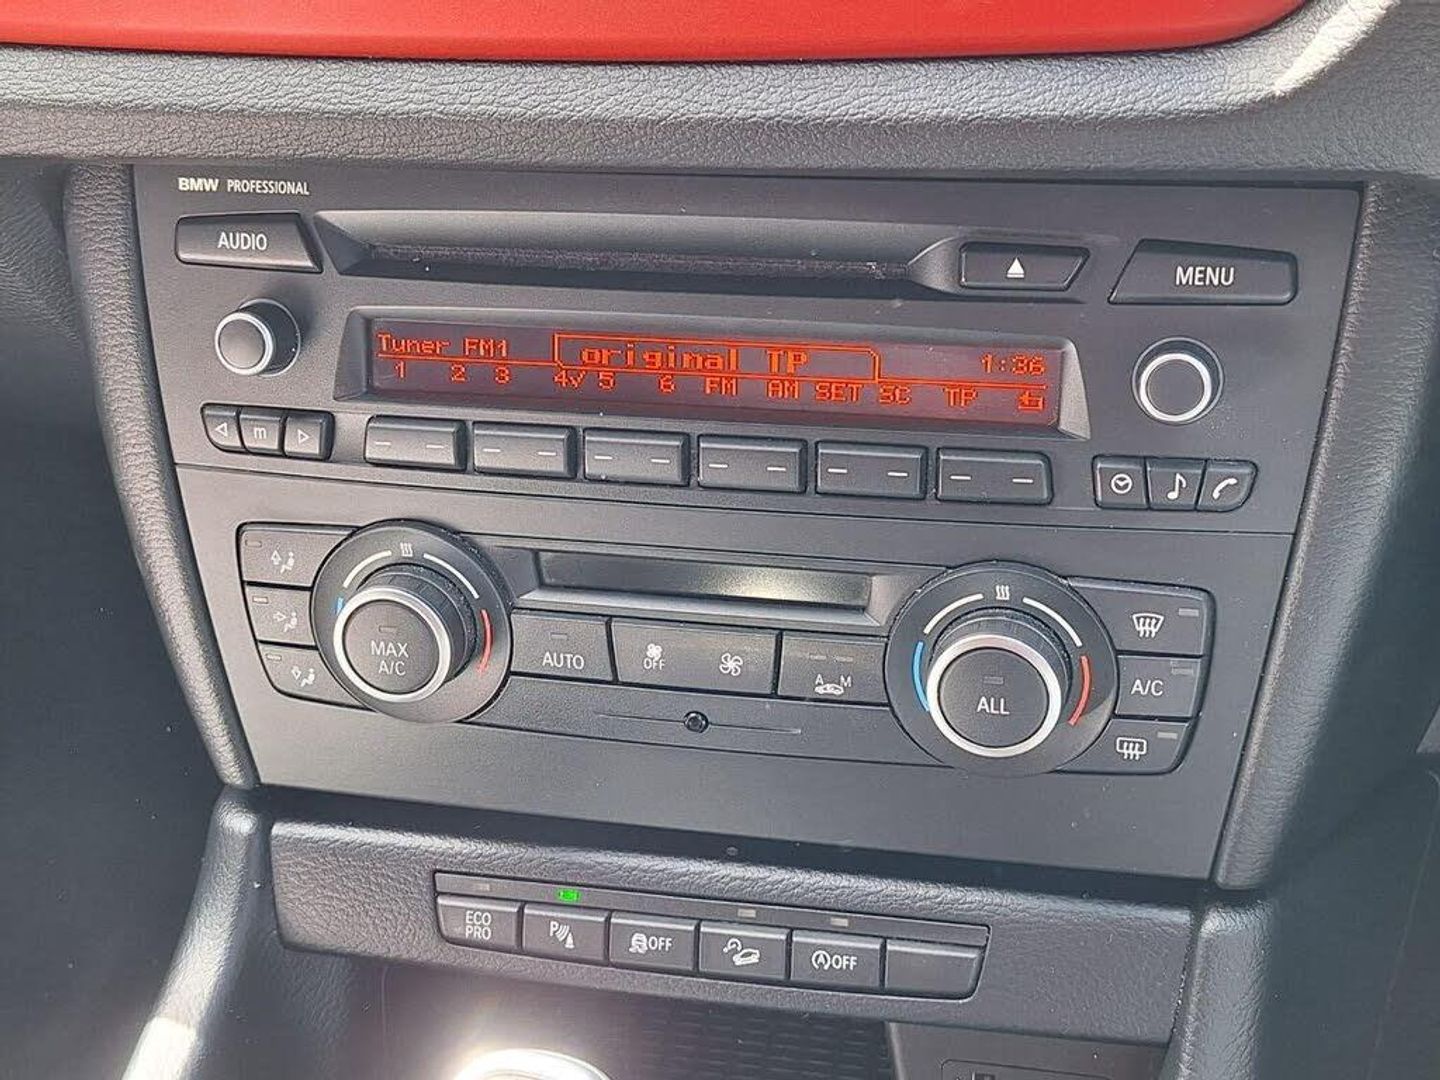 BMW PROFESSIONAL
AUDIO
MENU
Tuner FM1 original TP 1:36
1 2 3 4v 5 6 FM AM SET SC TP
m
MAX
A/C
AUTO
OFF
A M
ALL
A/C
ECO
PRO
P
OFF
A OFF